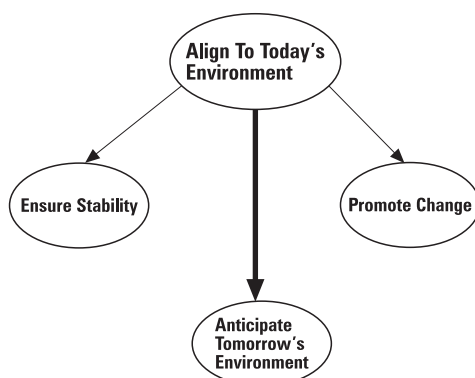 Align To Today's
Environment
Ensure Stability
Promote Change
Anticipate
Tomorrow's
Environment